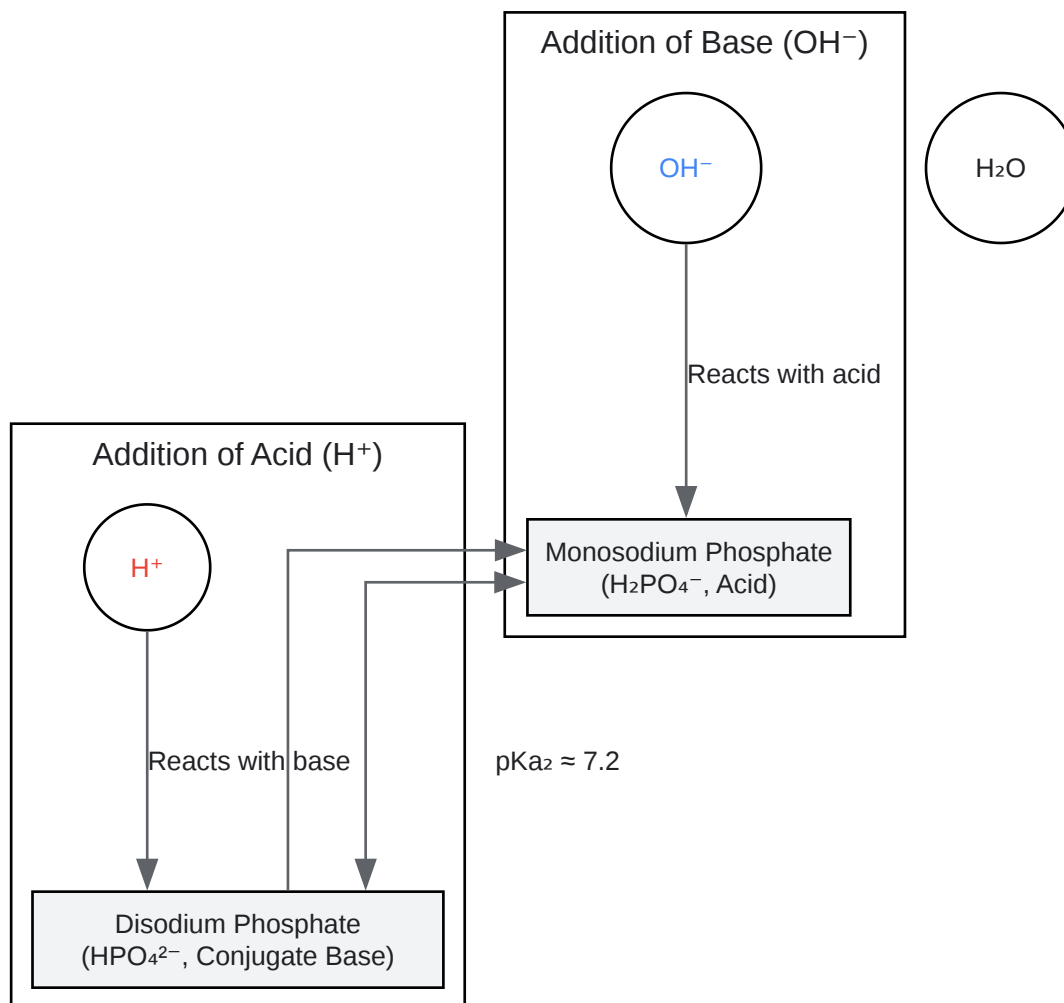 Addition of Base (OH⁻)
OH⁻
H₂O
Reacts with acid
Addition of Acid (H⁺)
H⁺
Monosodium Phosphate
(H₂PO₄⁻, Acid)
Reacts with base
pKa₂ ≈ 7.2
Disodium Phosphate
(HPO₄²⁻, Conjugate Base)